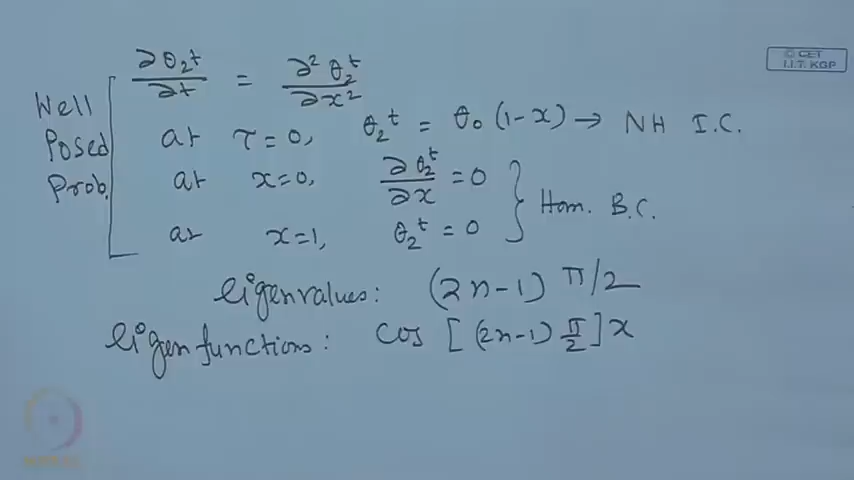 ∂θ₂ᵗ/∂t = ∂²θ₂ᵗ/∂x²
Well Posed Prob.
at τ=0, θ₂ᵗ = θ₀ (1-x) → NH I.C.
at x=0, ∂θ₂ᵗ/∂x = 0
at x=1, θ₂ᵗ = 0
Hom. B.C.
eigenvalues: (2n-1) π/2
eigenfunctions: cos [(2n-1) π/2] x
© CET
I.I.T. KGP